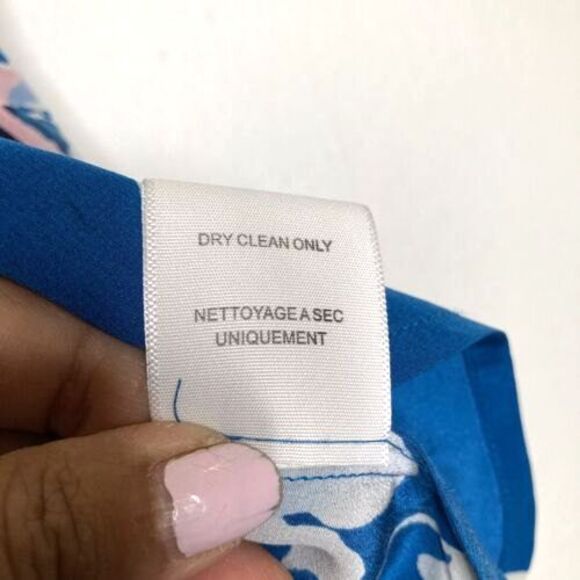 DRY CLEAN ONLY
NETTOYAGE A SEC
UNIQUEMENT